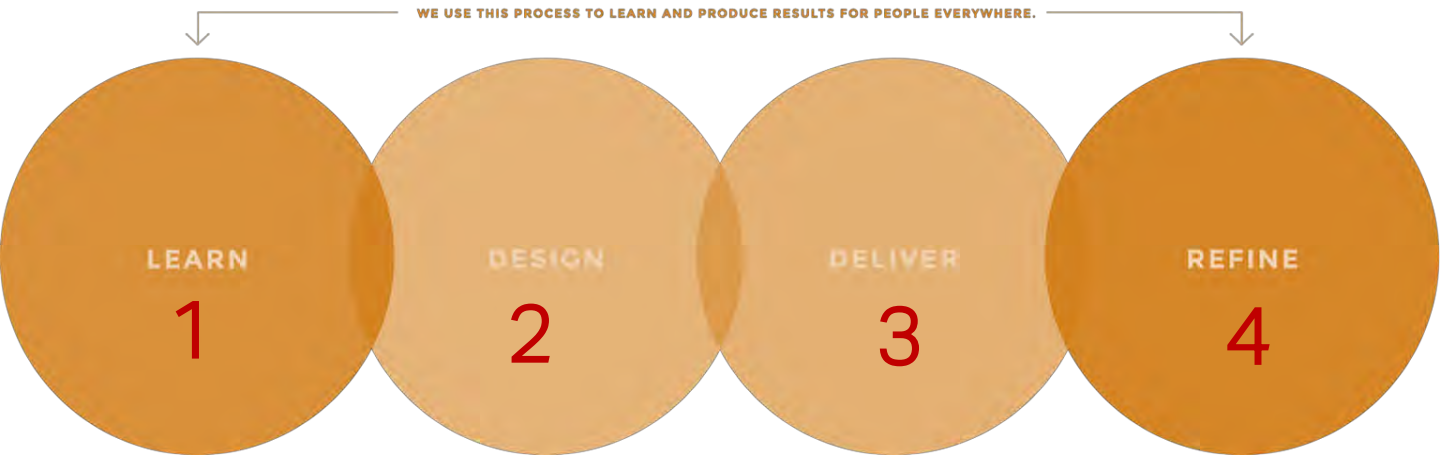 WE USE THIS PROCESS TO LEARN AND PRODUCE RESULTS FOR PEOPLE EVERYWHERE.
LEARN
DESIGN
DELIVER
REFINE
1
2
3
4